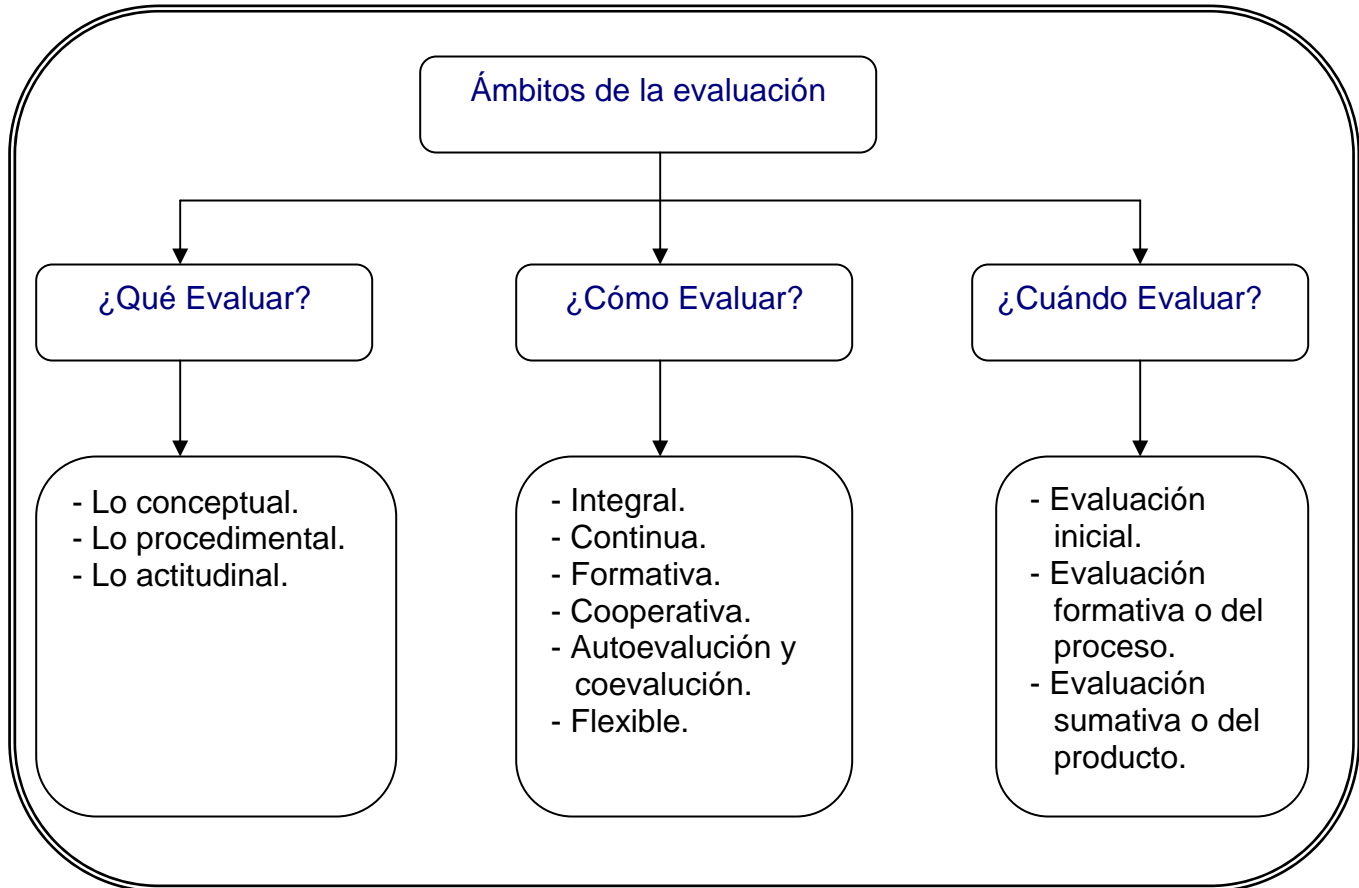 Ámbitos de la evaluación
¿Qué Evaluar?
¿Cómo Evaluar?
¿Cuándo Evaluar?
- Lo conceptual.
- Lo procedimental.
- Lo actitudinal.
- Integral.
- Continua.
- Formativa.
- Cooperativa.
- Autoevalución y
coevalución.
- Flexible.
- Evaluación
inicial.
- Evaluación
formativa o del
proceso.
- Evaluación
sumativa o del
producto.